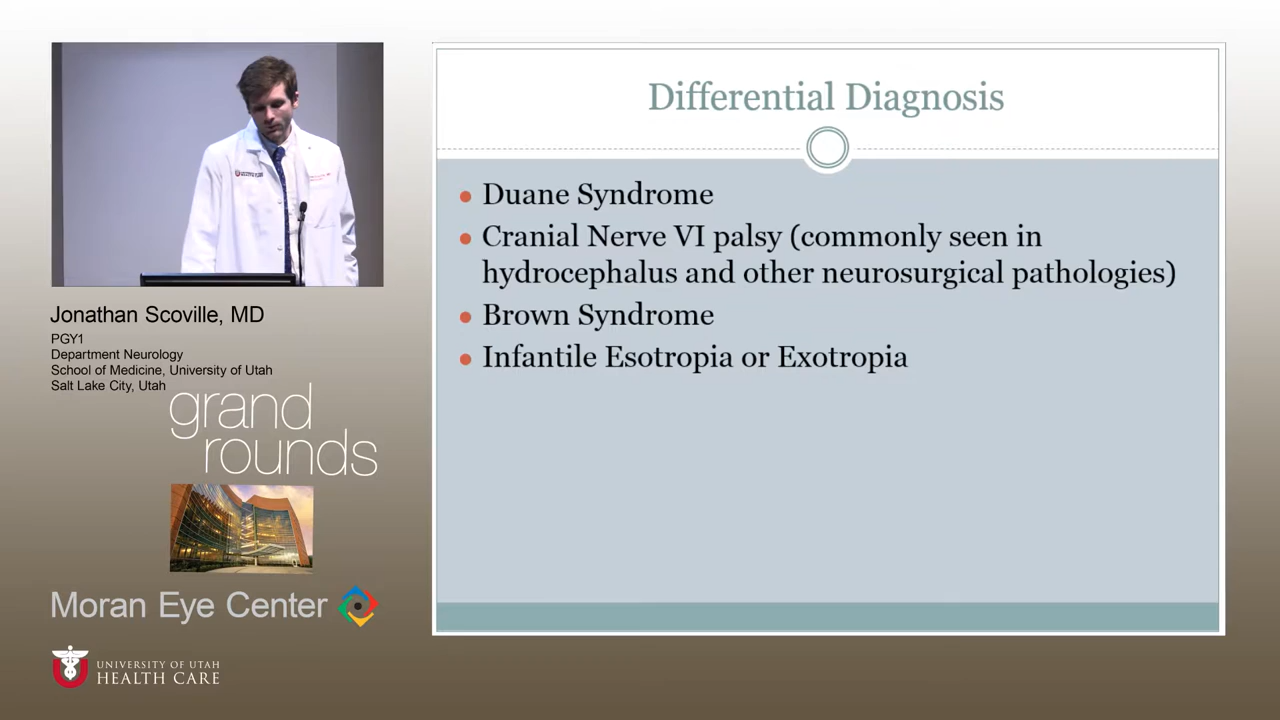 Differential Diagnosis
Duane Syndrome
Cranial Nerve VI palsy (commonly seen in
hydrocephalus and other neurosurgical pathologies)
Brown Syndrome
Infantile Esotropia or Exotropia
Jonathan Scoville, MD
PGY1
Department Neurology
School of Medicine, University of Utah
Salt Lake City, Utah
grand
rounds
Moran Eye Center
UNIVERSITY OF UTAH
HEALTH CARE